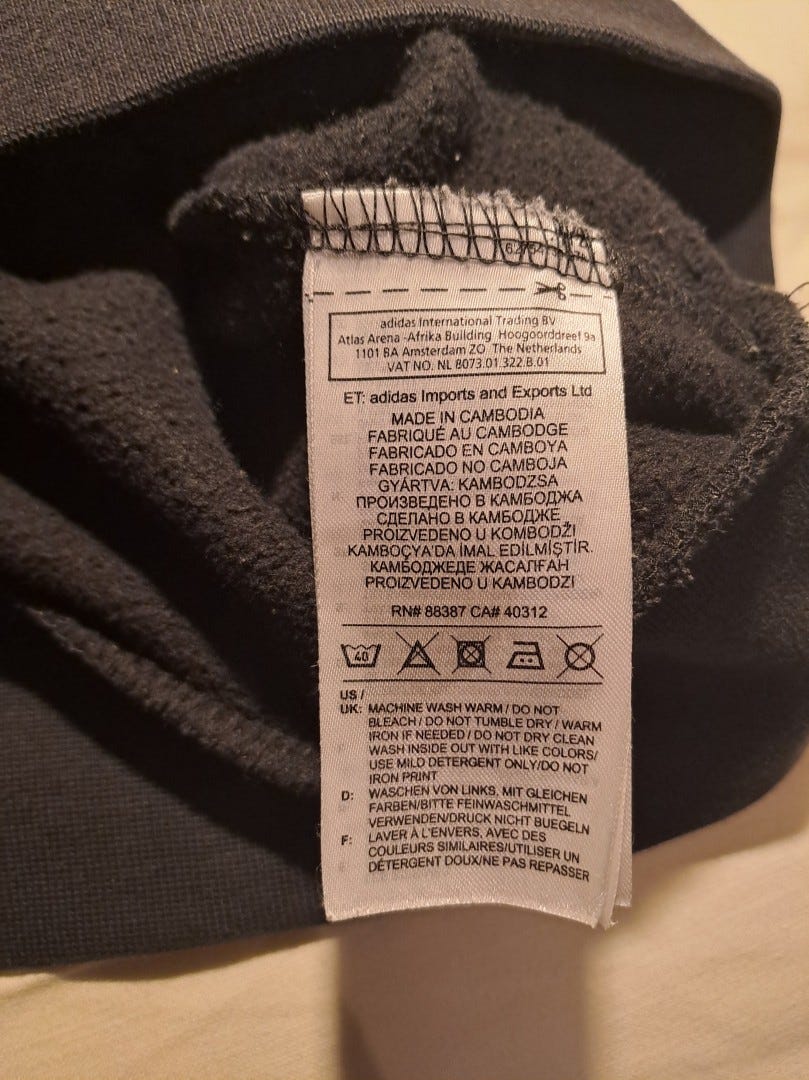 adidas International Trading BV
Atlas Arena -Afrika Building Hoogoorddreef 9a
1101 BA Amsterdam ZO The Netherlands
VAT NO. NL 8073.01.322.B.01
ET: adidas Imports and Exports Ltd
MADE IN CAMBODIA
FABRIQUÉ AU CAMBODGE
FABRICADO EN CAMBOYA
FABRICADO NO CAMBOJA
GYÁRTVA: KAMBODZSA
ПРОИЗВЕДЕНО В КАМБОДЖА
СДЕЛАНО В КАМБОДЖЕ
PROIZVEDENO U KOMBODŽI
KAMBOÇYA'DA İMAL EDİLMİŞTİR.
КАМБОДЖЕДЕ ЖАСАЛҒАН
PROIZVEDENO U KAMBODZI
RN# 88387 CA# 40312
40
US /
UK: MACHINE WASH WARM / DO NOT
BLEACH / DO NOT TUMBLE DRY / WARM
IRON IF NEEDED / DO NOT DRY CLEAN
WASH INSIDE OUT WITH LIKE COLORS/
USE MILD DETERGENT ONLY/DO NOT
IRON PRINT
D: WASCHEN VON LINKS, MIT GLEICHEN
FARBEN/BITTE FEINWASCHMITTEL
VERWENDEN/DRUCK NICHT BUEGELN
F: LAVER À L'ENVERS, AVEC DES
COULEURS SIMILAIRES/UTILISER UN
DÉTERGENT DOUX/NE PAS REPASSER